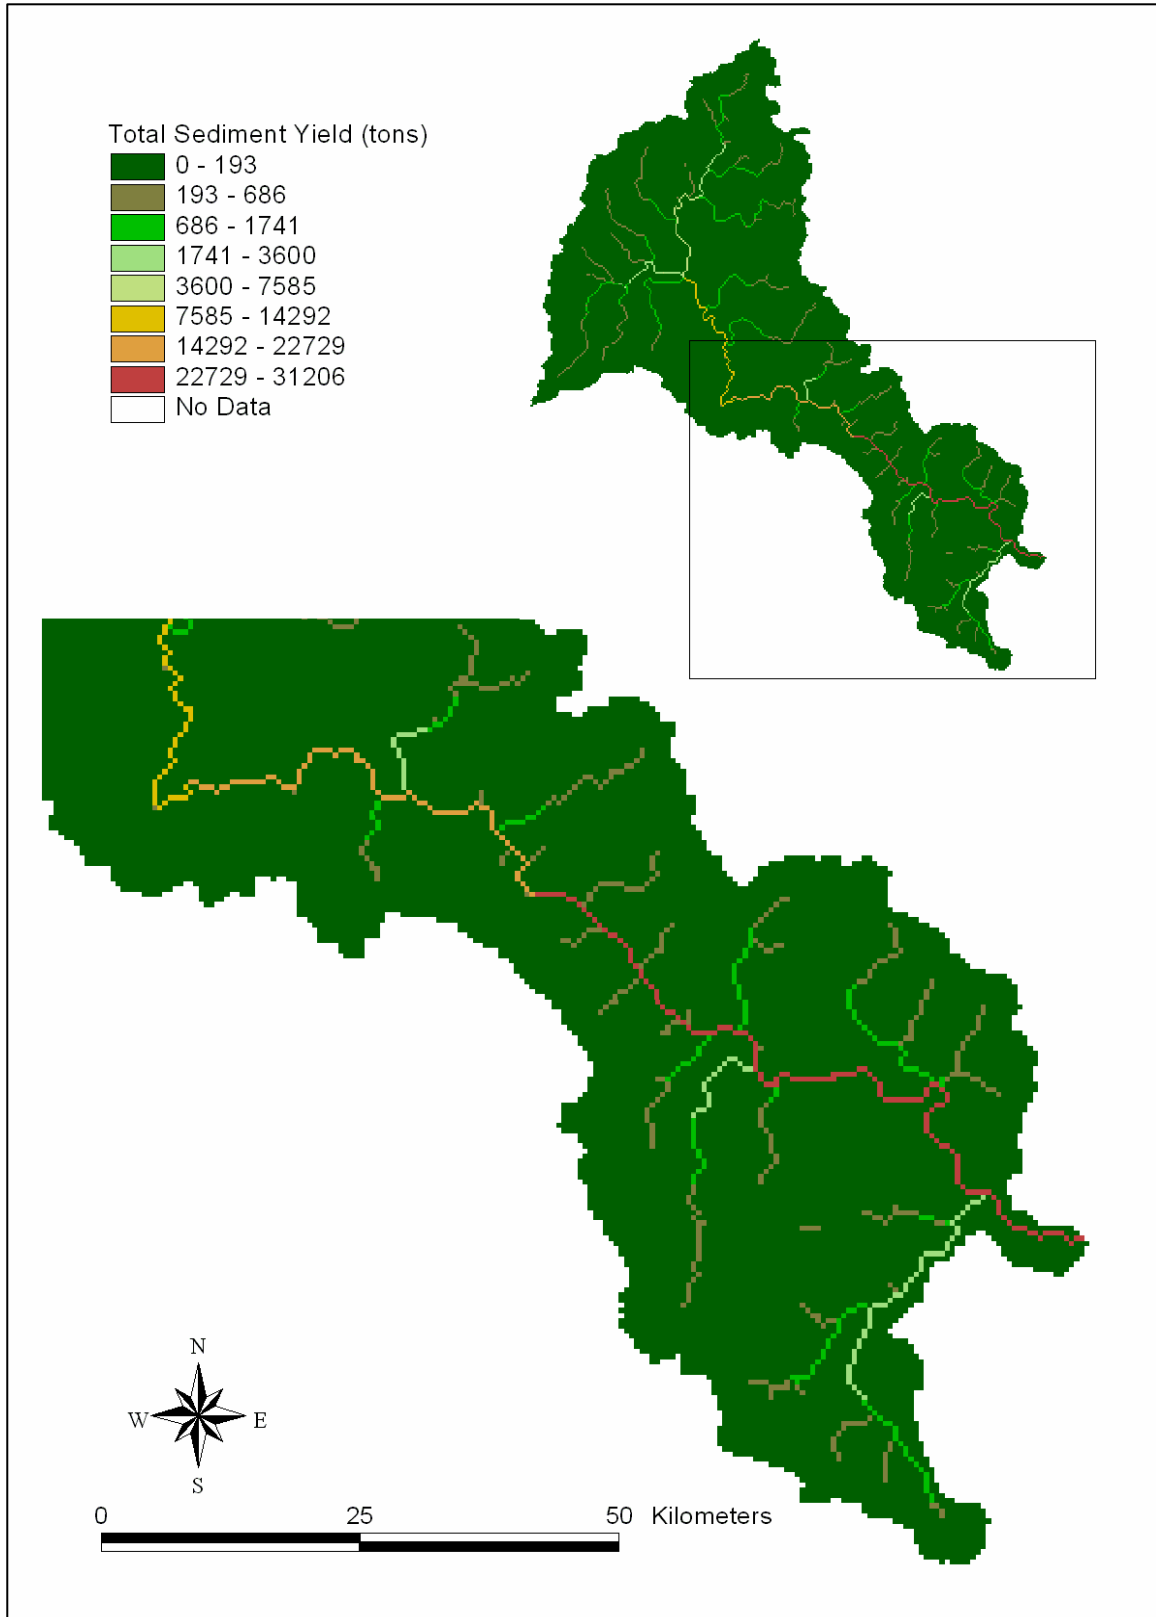 Total Sediment Yield (tons)
0 - 193
193 - 686
686 - 1741
1741 - 3600
3600 - 7585
7585 - 14292
14292 - 22729
22729 - 31206
No Data
N
W E
S
0 25 50 Kilometers